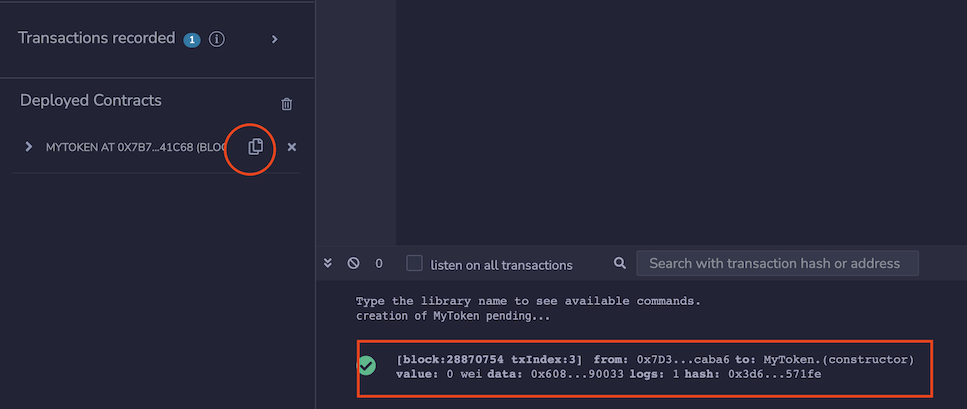 Transactions recorded 1 i
Deployed Contracts
MYTOKEN AT 0X7B7...41C68 (BLOC
0 listen on all transactions Search with transaction hash or address
Type the library name to see available commands.
creation of MyToken pending...
[block:28870754 txIndex:3] from: 0x7D3...caba6 to: MyToken.(constructor)
value: 0 wei data: 0x608...90033 logs: 1 hash: 0x3d6...571fe